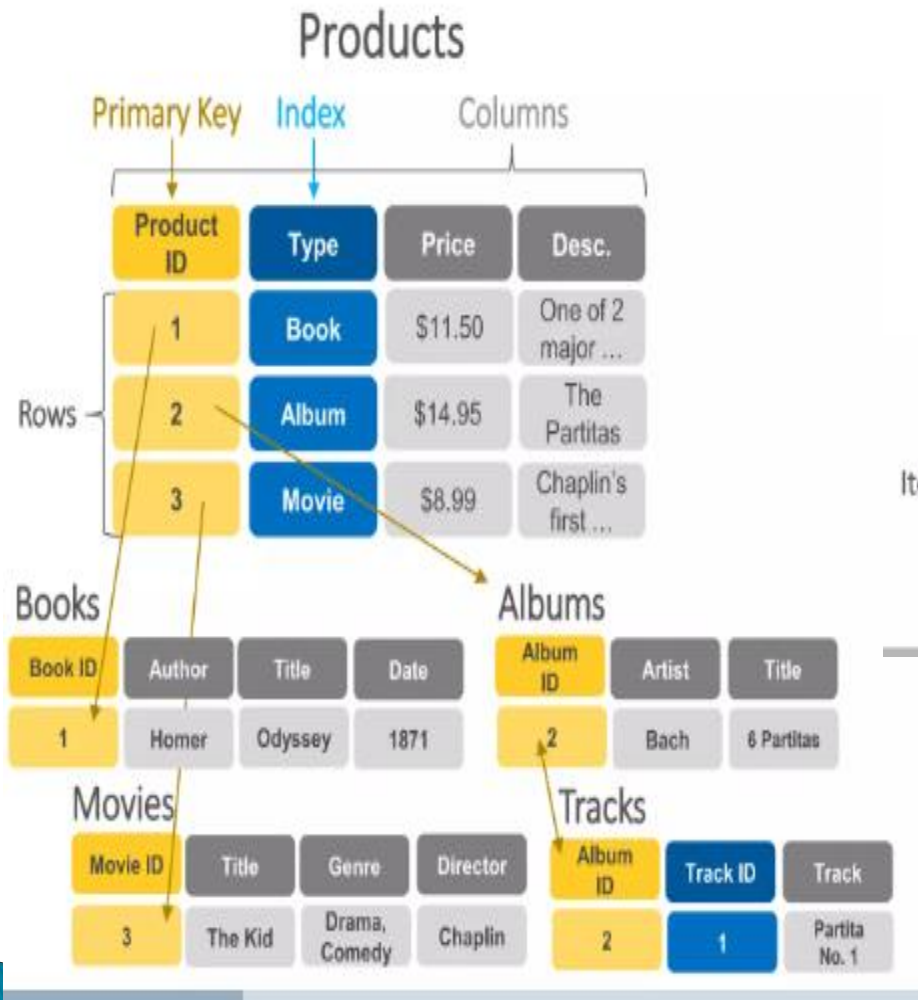 Products
Primary Key Index Columns
Product
ID
Type
Price
Desc.
Rows
1
Book
$11.50
One of 2
major ...
2
Album
$14.95
The
Partitas
3
Movie
$8.99
Chaplin's
first ...
It
Books
Book ID
Author
Title
Date
1
Homer
Odyssey
1871
Albums
Album
ID
Artist
Title
2
Bach
6 Partitas
Movies
Movie ID
Title
Genre
Director
3
The Kid
Drama,
Comedy
Chaplin
Tracks
Album
ID
Track ID
Track
2
1
Partita
No. 1